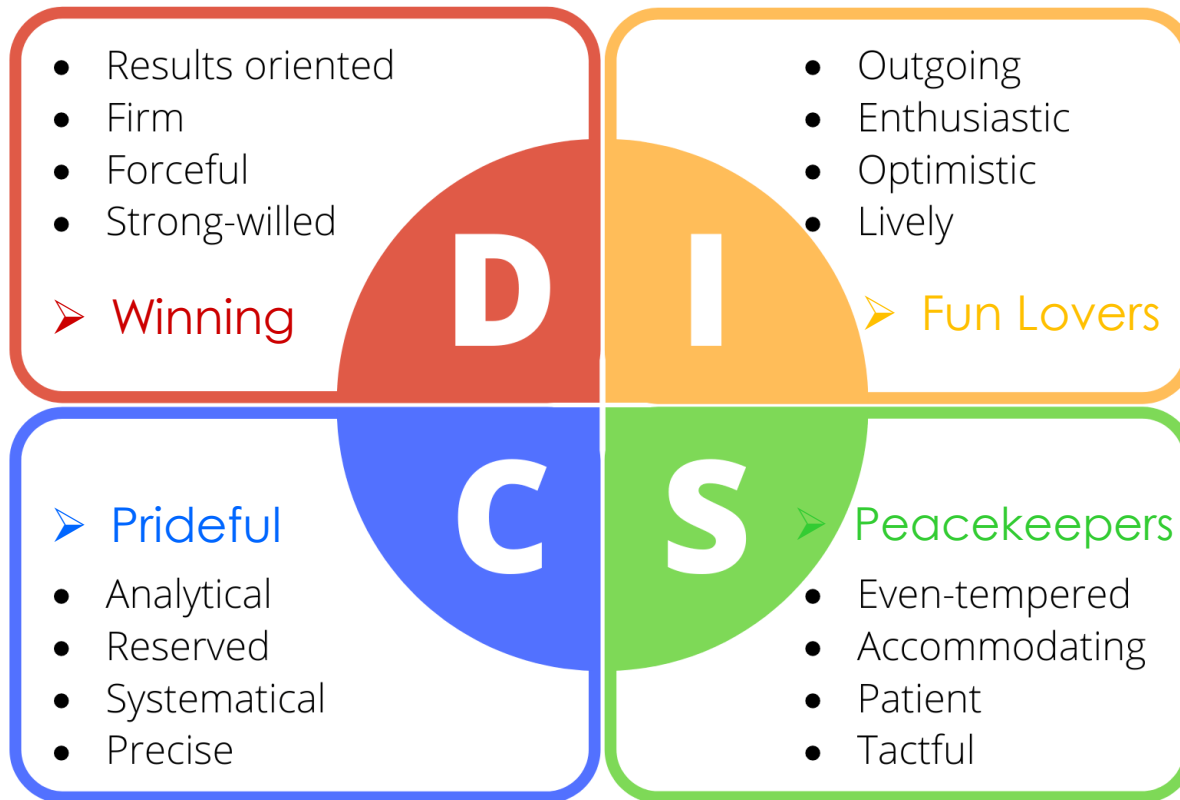 Results oriented
Firm
Forceful
Strong-willed
Winning
Outgoing
Enthusiastic
Optimistic
Lively
Fun Lovers
D I
C S
Prideful
Analytical
Reserved
Systematical
Precise
Peacekeepers
Even-tempered
Accommodating
Patient
Tactful